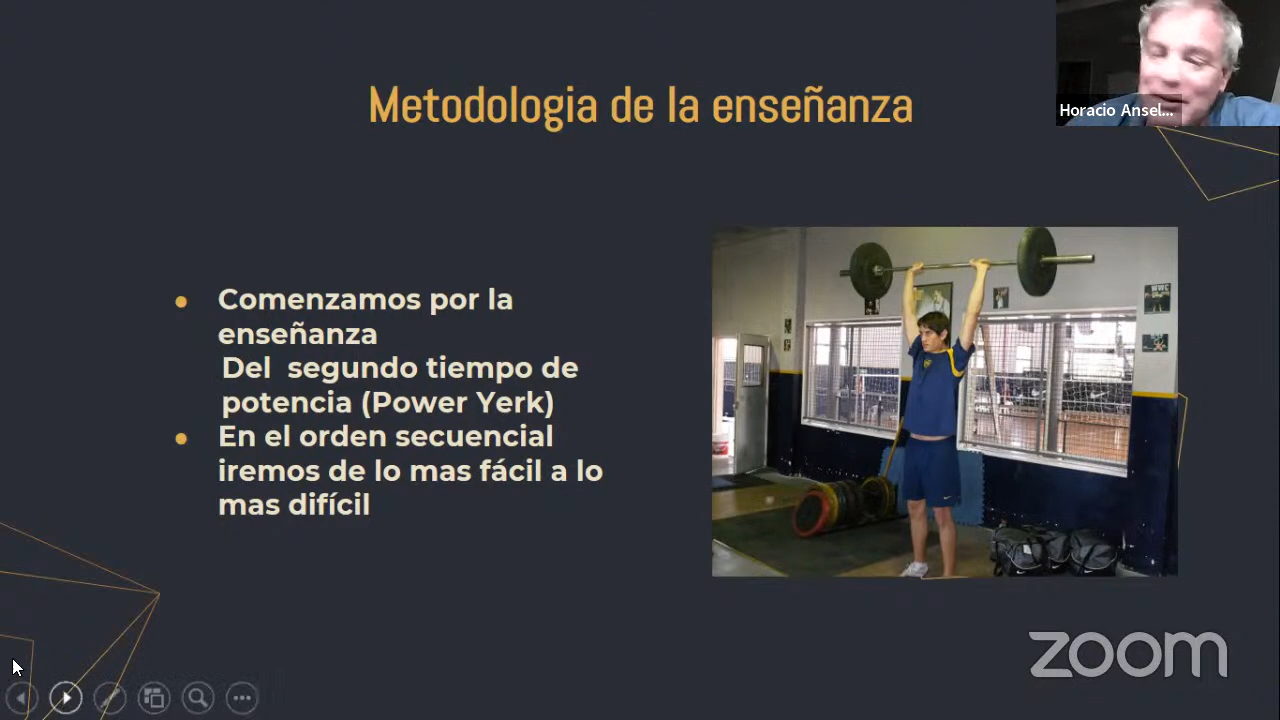 Metodologia de la enseñanza
Horacio Ansel...
Comenzamos por la
enseñanza
Del segundo tiempo de
potencia (Power Yerk)
En el orden secuencial
iremos de lo mas fácil a lo
mas difícil
WWC
zoom